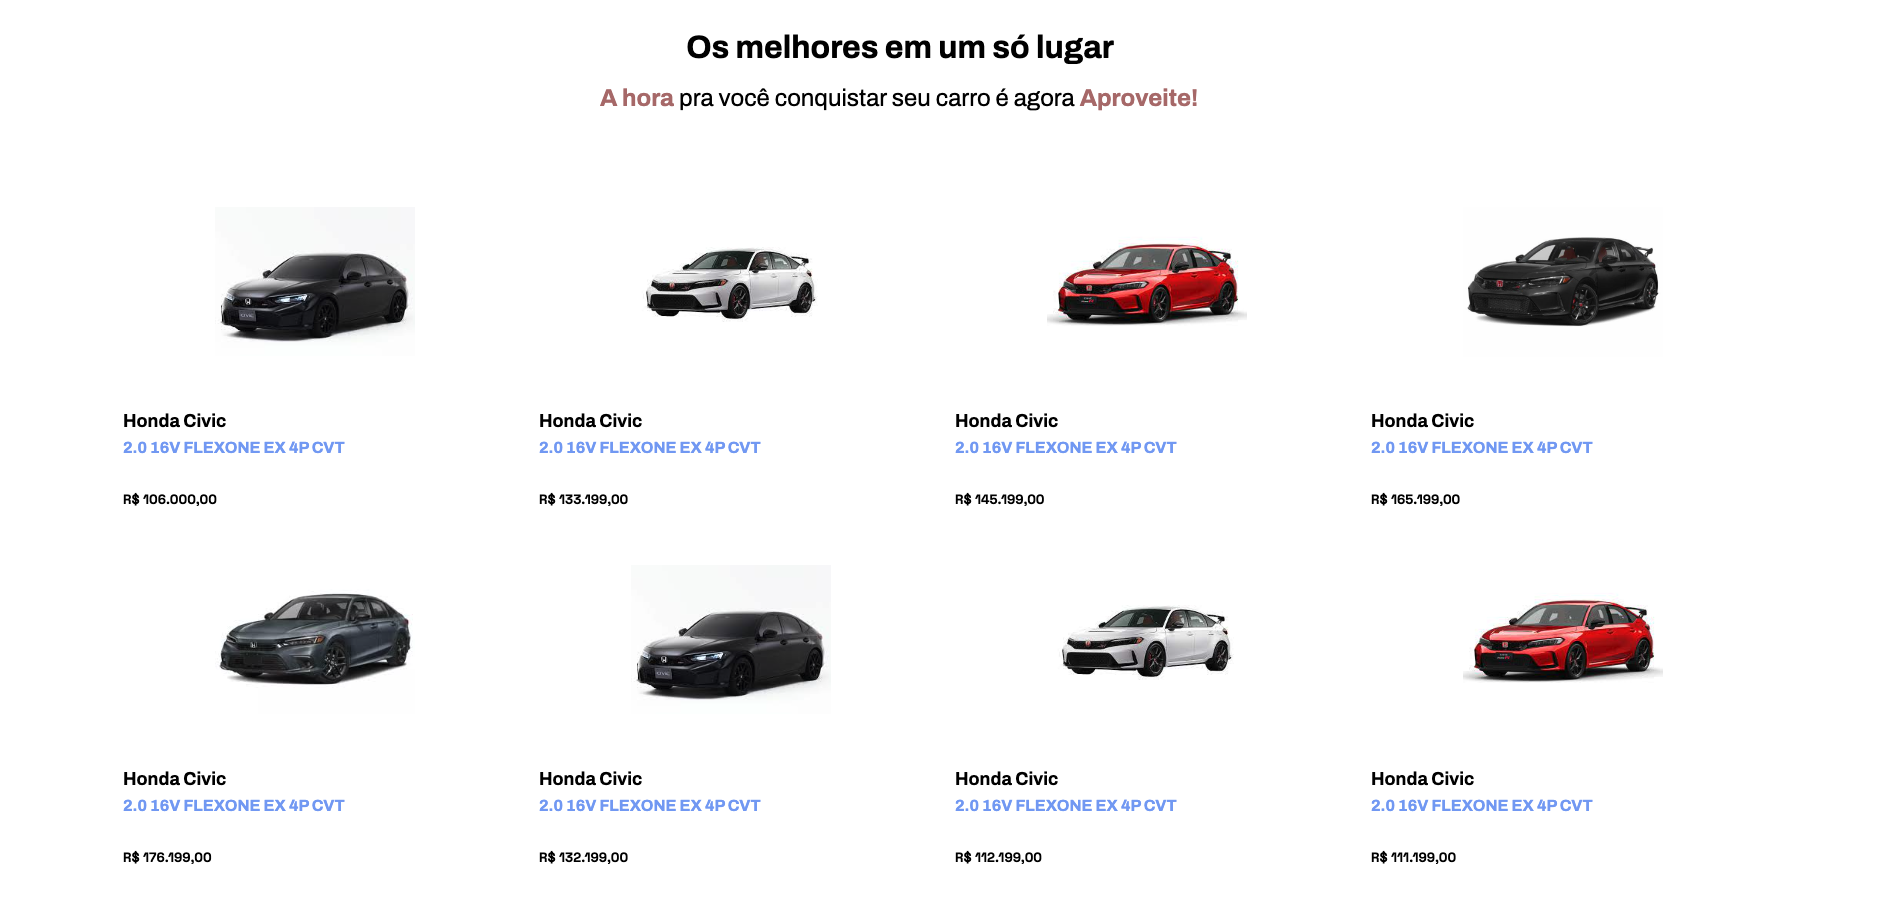 Os melhores em um só lugar
A hora pra você conquistar seu carro é agora Aproveite!
Honda Civic
2.0 16V FLEXONE EX 4P CVT
R$ 106.000,00
Honda Civic
2.0 16V FLEXONE EX 4P CVT
R$ 133.199,00
Honda Civic
2.0 16V FLEXONE EX 4P CVT
R$ 145.199,00
Honda Civic
2.0 16V FLEXONE EX 4P CVT
R$ 165.199,00
Honda Civic
2.0 16V FLEXONE EX 4P CVT
R$ 176.199,00
CIVIC
Honda Civic
2.0 16V FLEXONE EX 4P CVT
R$ 132.199,00
Honda Civic
2.0 16V FLEXONE EX 4P CVT
R$ 112.199,00
Honda Civic
2.0 16V FLEXONE EX 4P CVT
R$ 111.199,00